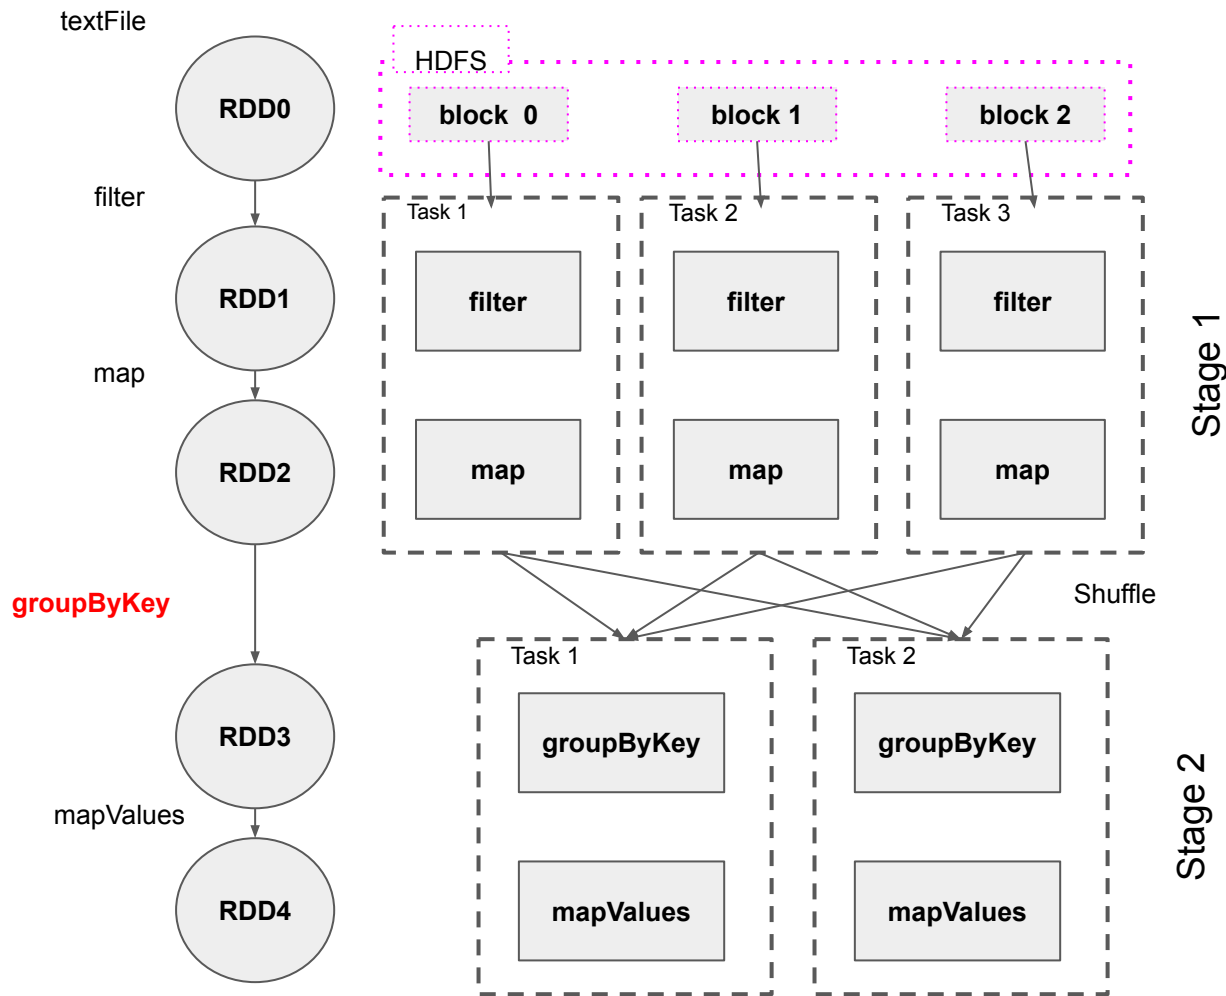 textFile
RDD0
filter
RDD1
map
RDD2
groupByKey
RDD3
mapValues
RDD4
HDFS
block  0
block 1
block 2
Task 1
Task 2
Task 3
filter
filter
filter
map
map
map
Stage 1
Shuffle
Task 1
Task 2
groupByKey
groupByKey
mapValues
mapValues
Stage 2